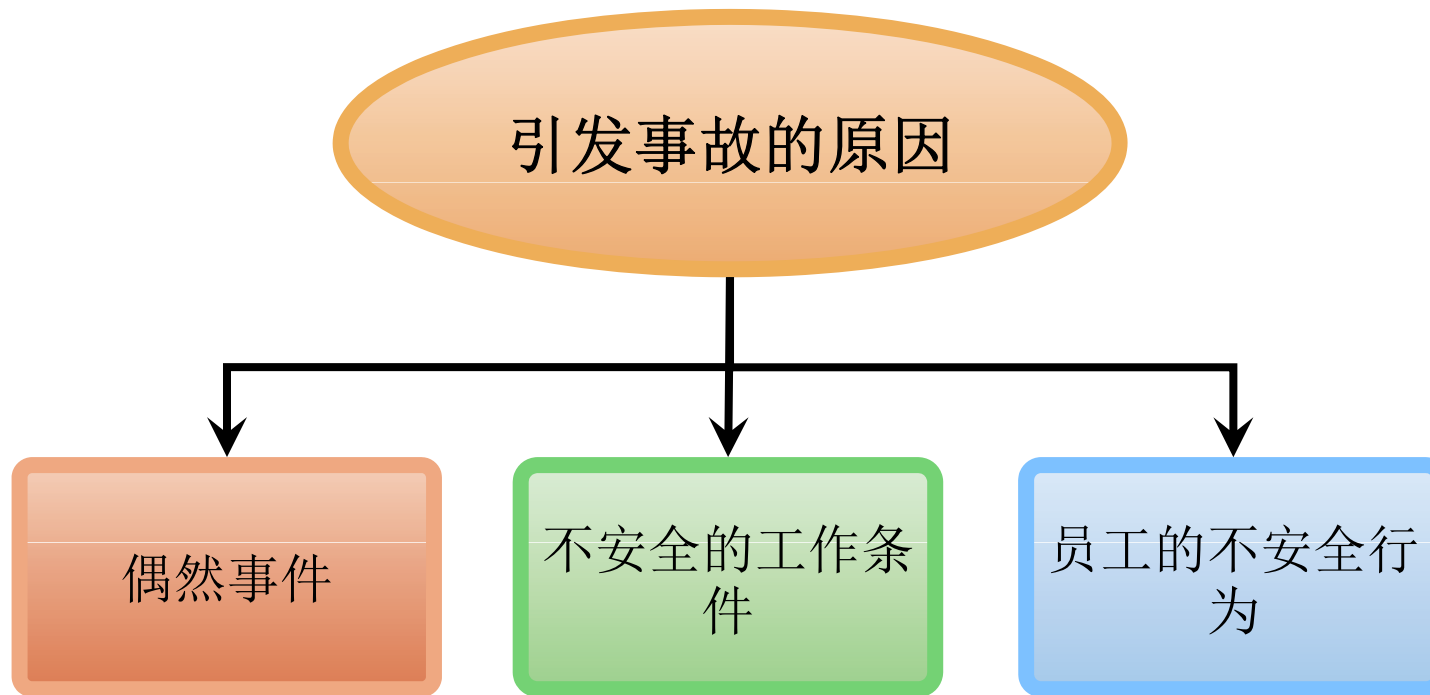 引发事故的原因
偶然事件
不安全的工作条
件
员工的不安全行
为